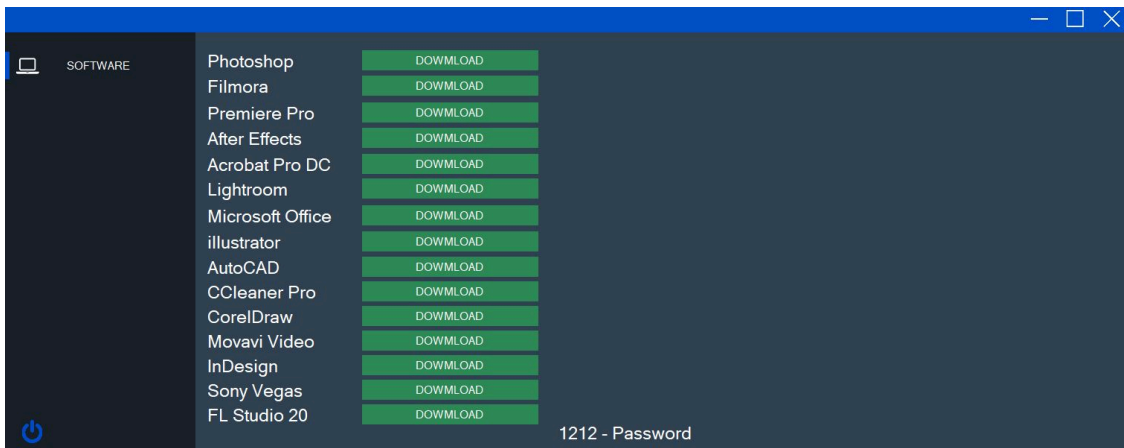 SOFTWARE
Photoshop DOWMLOAD
Filmora DOWMLOAD
Premiere Pro DOWMLOAD
After Effects DOWMLOAD
Acrobat Pro DC DOWMLOAD
Lightroom DOWMLOAD
Microsoft Office DOWMLOAD
illustrator DOWMLOAD
AutoCAD DOWMLOAD
CCleaner Pro DOWMLOAD
CorelDraw DOWMLOAD
Movavi Video DOWMLOAD
InDesign DOWMLOAD
Sony Vegas DOWMLOAD
FL Studio 20 DOWMLOAD
1212 - Password